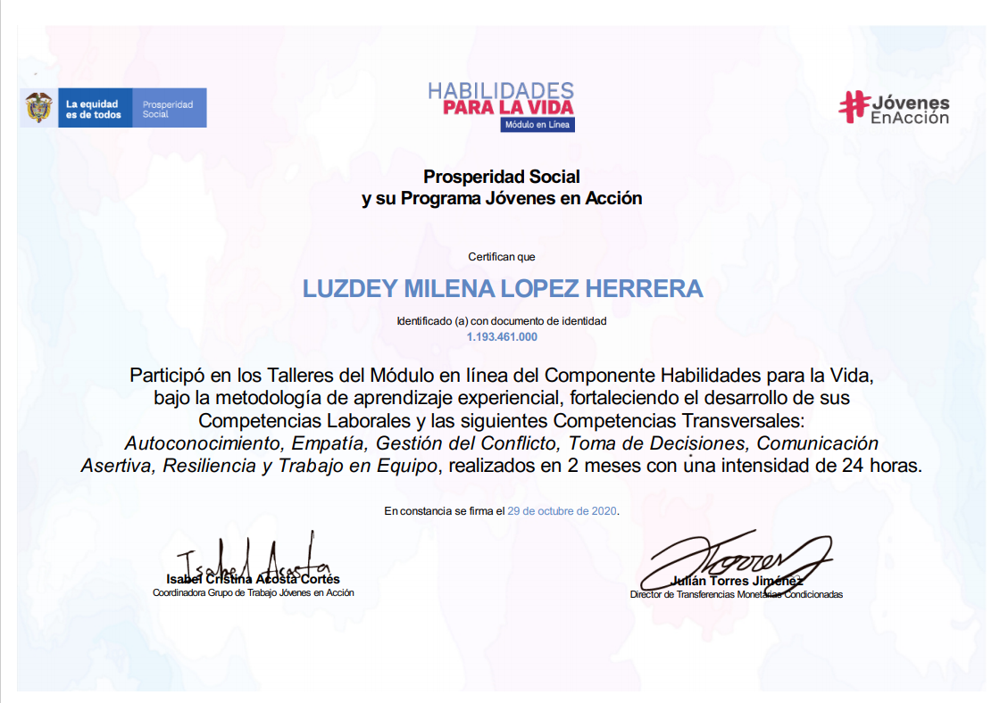 La equidad
es de todos
Prosperidad
Social
HABILIDADES
PARA LA VIDA
Módulo en Línea
#Jóvenes
EnAcción
Prosperidad Social
y su Programa Jóvenes en Acción
Certifican que
LUZDEY MILENA LOPEZ HERRERA
Identificado (a) con documento de identidad
1.193.461.000
Participó en los Talleres del Módulo en línea del Componente Habilidades para la Vida,
bajo la metodología de aprendizaje experiencial, fortaleciendo el desarrollo de sus
Competencias Laborales y las siguientes Competencias Transversales:
Autoconocimiento, Empatía, Gestión del Conflicto, Toma de Decisiones, Comunicación
Asertiva, Resiliencia y Trabajo en Equipo, realizados en 2 meses con una intensidad de 24 horas.
En constancia se firma el 29 de octubre de 2020.
Isabel Acosta
Isabel Cristina Acosta Cortés
Coordinadora Grupo de Trabajo Jóvenes en Acción
JTorres
Julián Torres Jiménez
Director de Transferencias Monetarias Condicionadas